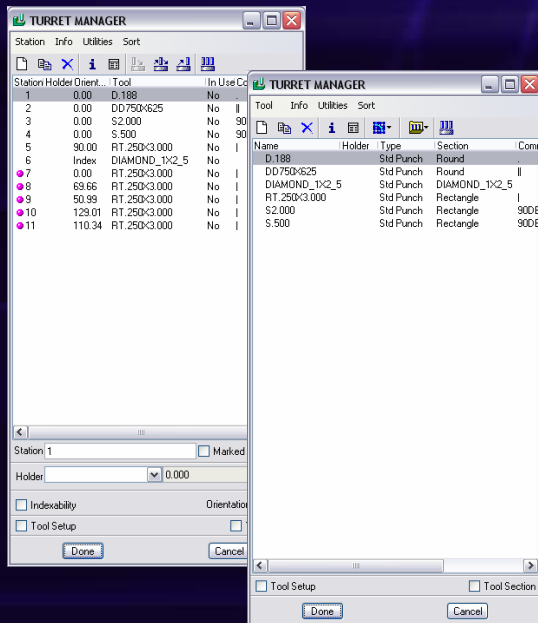 TURRET MANAGER
Station Info Utilities Sort
Station Holder Orient... Tool In Use Co
1 0.00 D.188 No .
2 0.00 DD750X625 No ||
3 0.00 S2.000 No 90
4 0.00 S.500 No 90
5 90.00 RT.250X3.000 No |
6 Index DIAMOND_1X2_5 No
7 0.00 RT.250X3.000 No |
8 69.66 RT.250X3.000 No |
9 50.99 RT.250X3.000 No |
10 129.01 RT.250X3.000 No |
11 110.34 RT.250X3.000 No |
Station 1 Marked
Holder 0.000
Indexability Orientation
Tool Setup
Done Cancel
TURRET MANAGER
Tool Info Utilities Sort
Name Holder Type Section Comm
D.188 Std Punch Round .
DD750X625 Std Punch Round ||
DIAMOND_1X2_5 Std Punch DIAMOND_1X2_5
RT.250X3.000 Std Punch Rectangle |
S2.000 Std Punch Rectangle 90DE
S.500 Std Punch Rectangle 90DE
Tool Setup Tool Section
Done Cancel